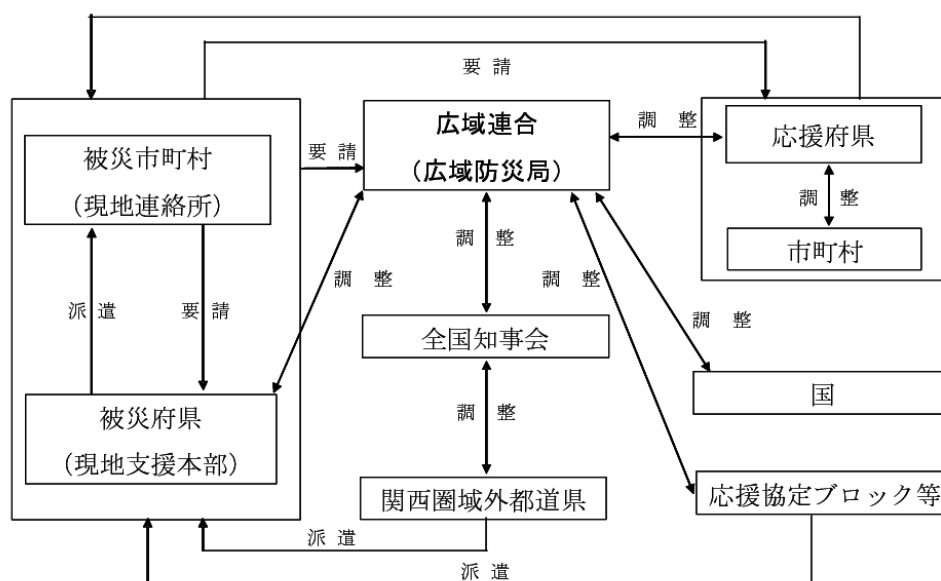 要請
広域連合
(広域防災局)
調整
応援府県
調整
市町村
被災市町村
(現地連絡所)
要請
派遣
要請
調整
調整
調整
調整
全国知事会
調整
国
被災府県
(現地支援本部)
関西圏域外都道県
応援協定ブロック等
派遣
派遣